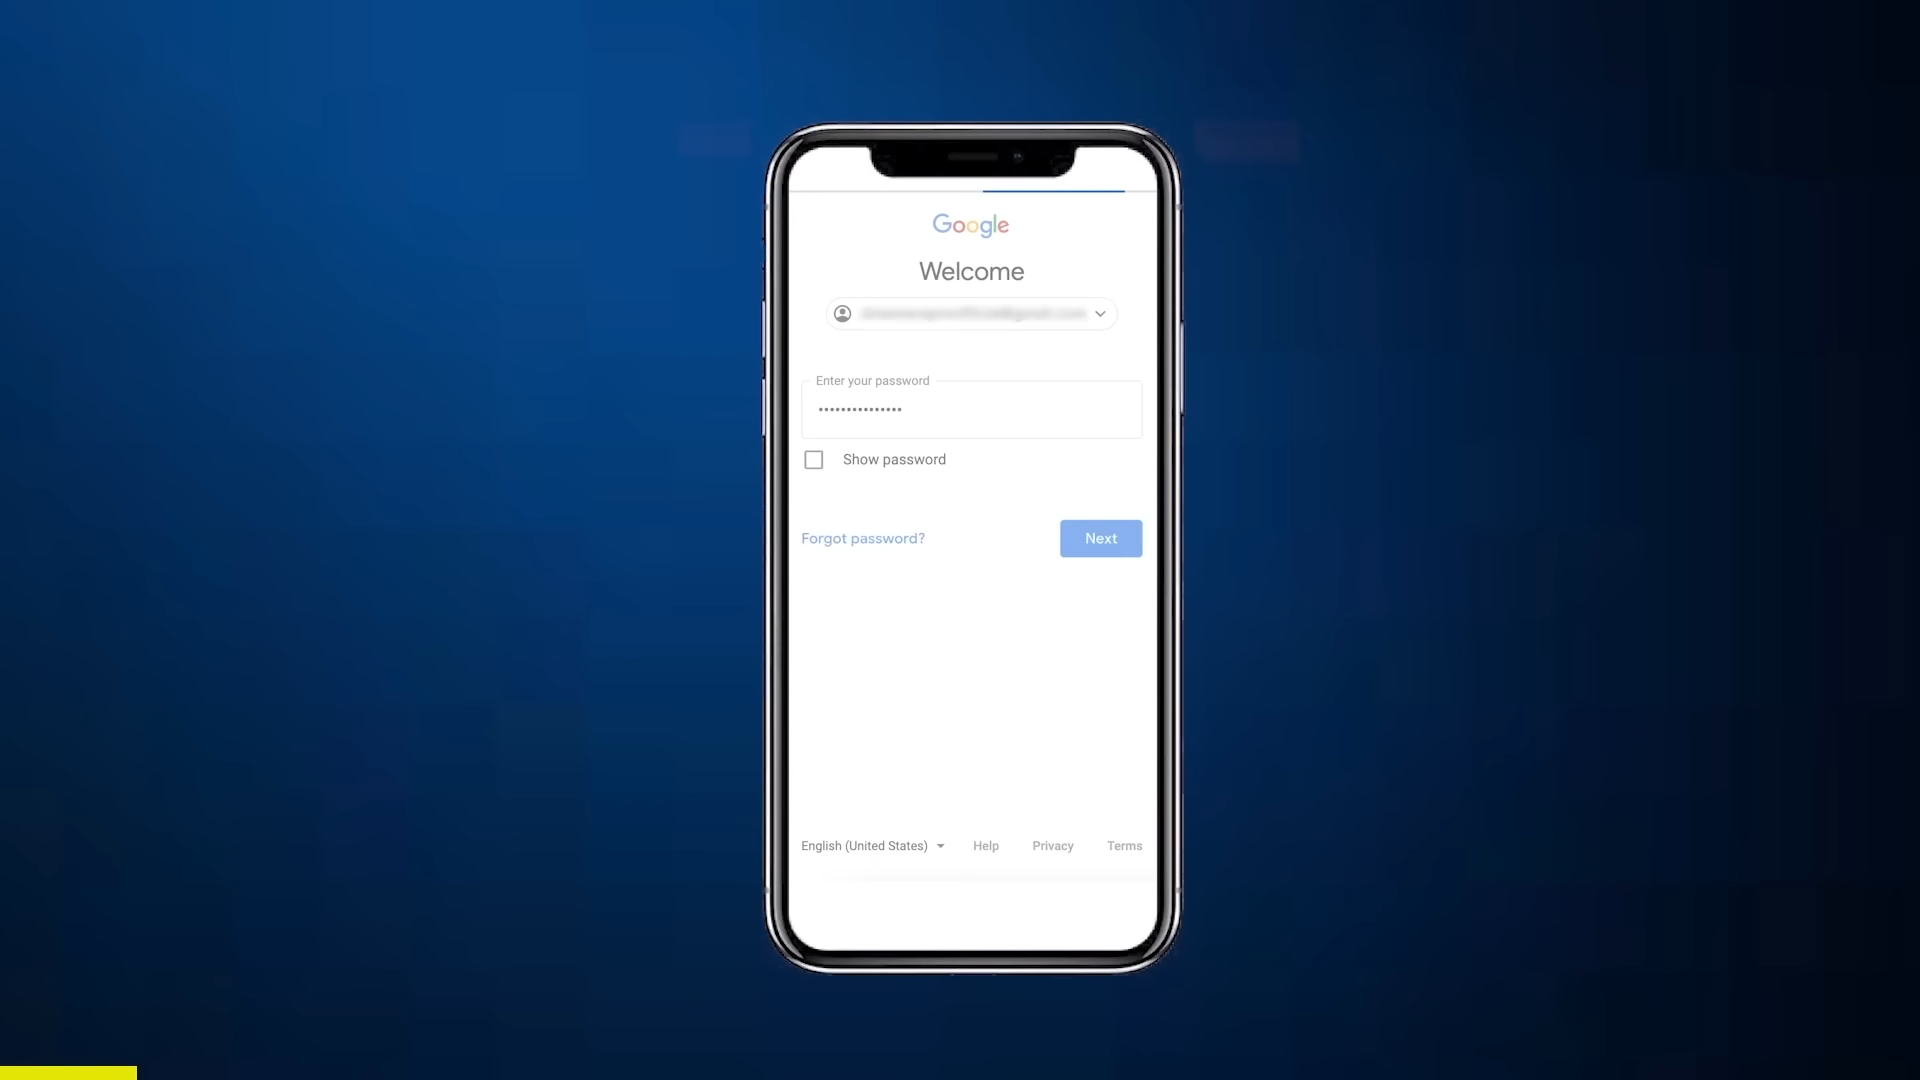 Google
Welcome
Enter your password
•••••••••••••••
Show password
Forgot password?
Next
English (United States)
Help
Privacy
Terms